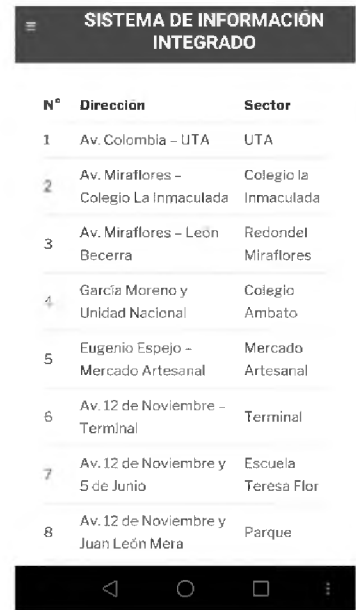 SISTEMA DE INFORMACIÓN
INTEGRADO
N° Dirección Sector
1 Av. Colombia – UTA UTA
2 Av. Miraflores – Colegio la
Colegio La Inmaculada Inmaculada
3 Av. Miraflores – León Redondel
Becerra Miraflores
4 García Moreno y Colegio
Unidad Nacional Ambato
5 Eugenio Espejo – Mercado
Mercado Artesanal Artesanal
6 Av. 12 de Noviembre – Terminal
Terminal
7 Av. 12 de Noviembre y Escuela
5 de Junio Teresa Flor
8 Av. 12 de Noviembre y Parque
Juan León Mera